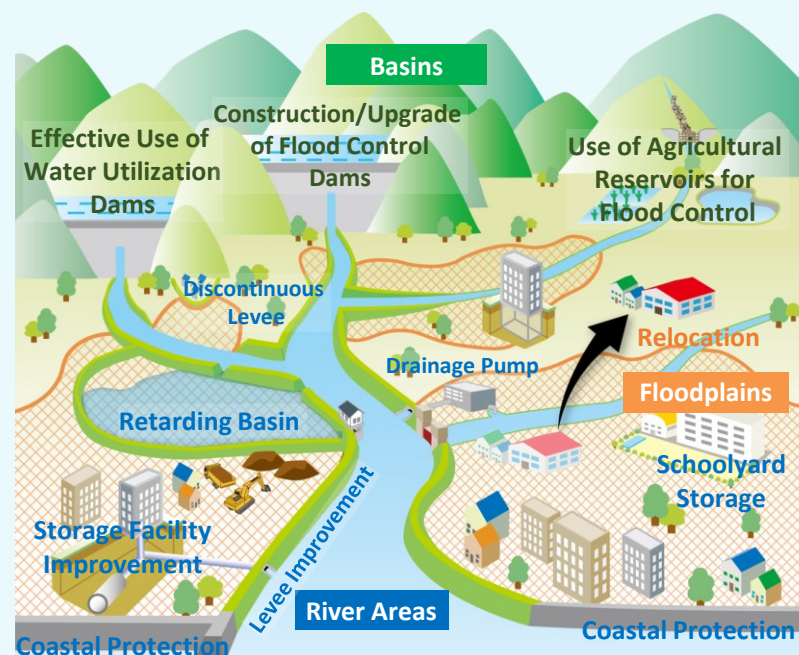 Basins
Effective Use of
Water Utilization
Dams
Construction/Upgrade
of Flood Control
Dams
Use of Agricultural
Reservoirs for
Flood Control
Discontinuous
Levee
Relocation
Drainage Pump
Floodplains
Retarding Basin
Schoolyard
Storage
Storage Facility
Improvement
Levee Improvement
River Areas
Coastal Protection
Coastal Protection